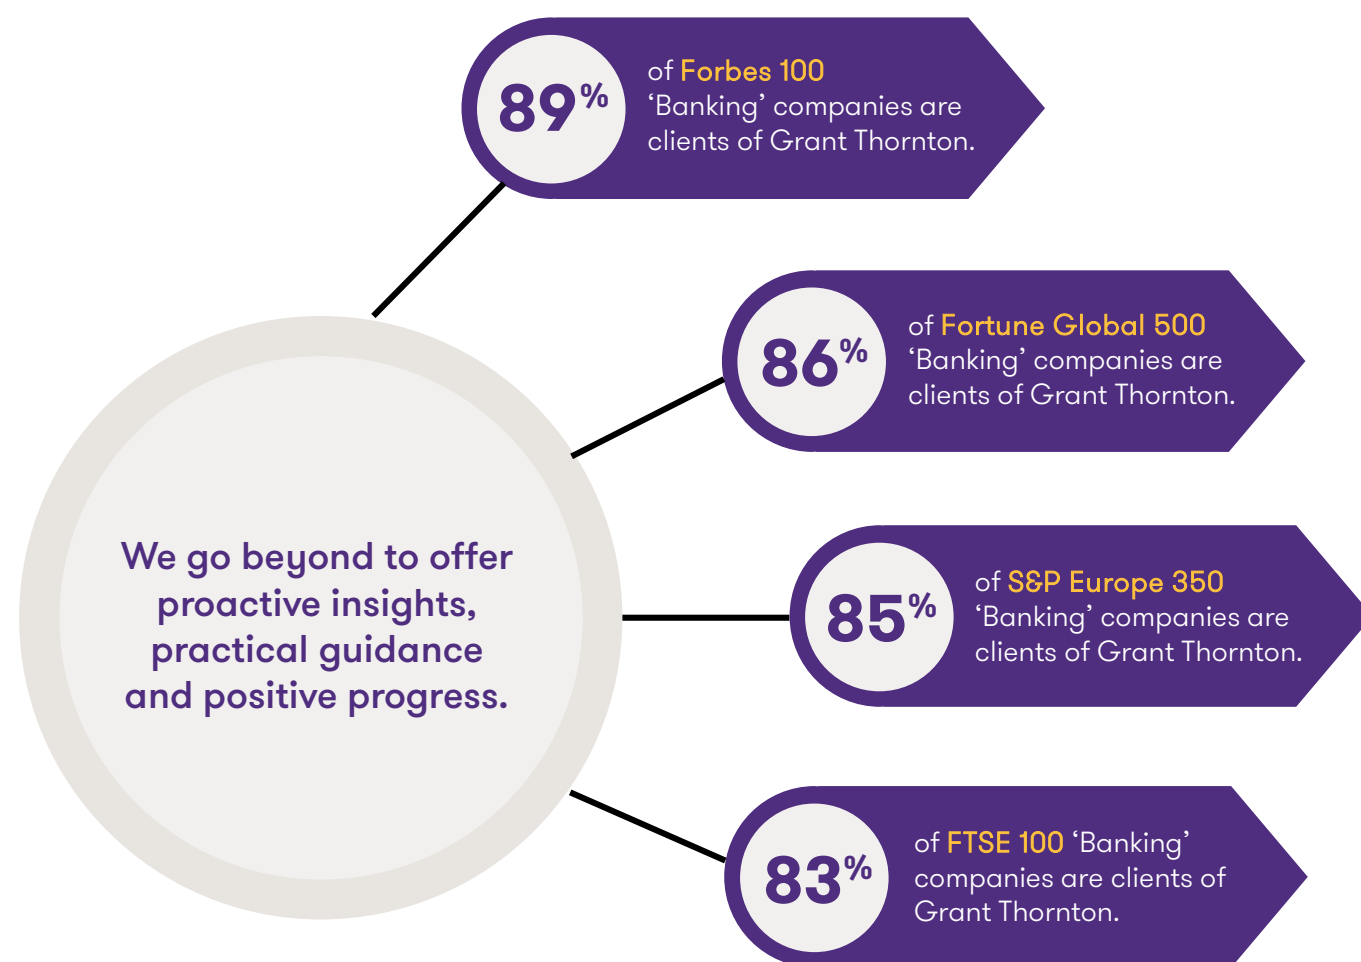 89%
of Forbes 100
‘Banking’ companies are
clients of Grant Thornton.
86%
of Fortune Global 500
‘Banking’ companies are
clients of Grant Thornton.
We go beyond to offer
proactive insights,
practical guidance
and positive progress.
85%
of S&P Europe 350
‘Banking’ companies are
clients of Grant Thornton.
83%
of FTSE 100 ‘Banking’
companies are clients of
Grant Thornton.